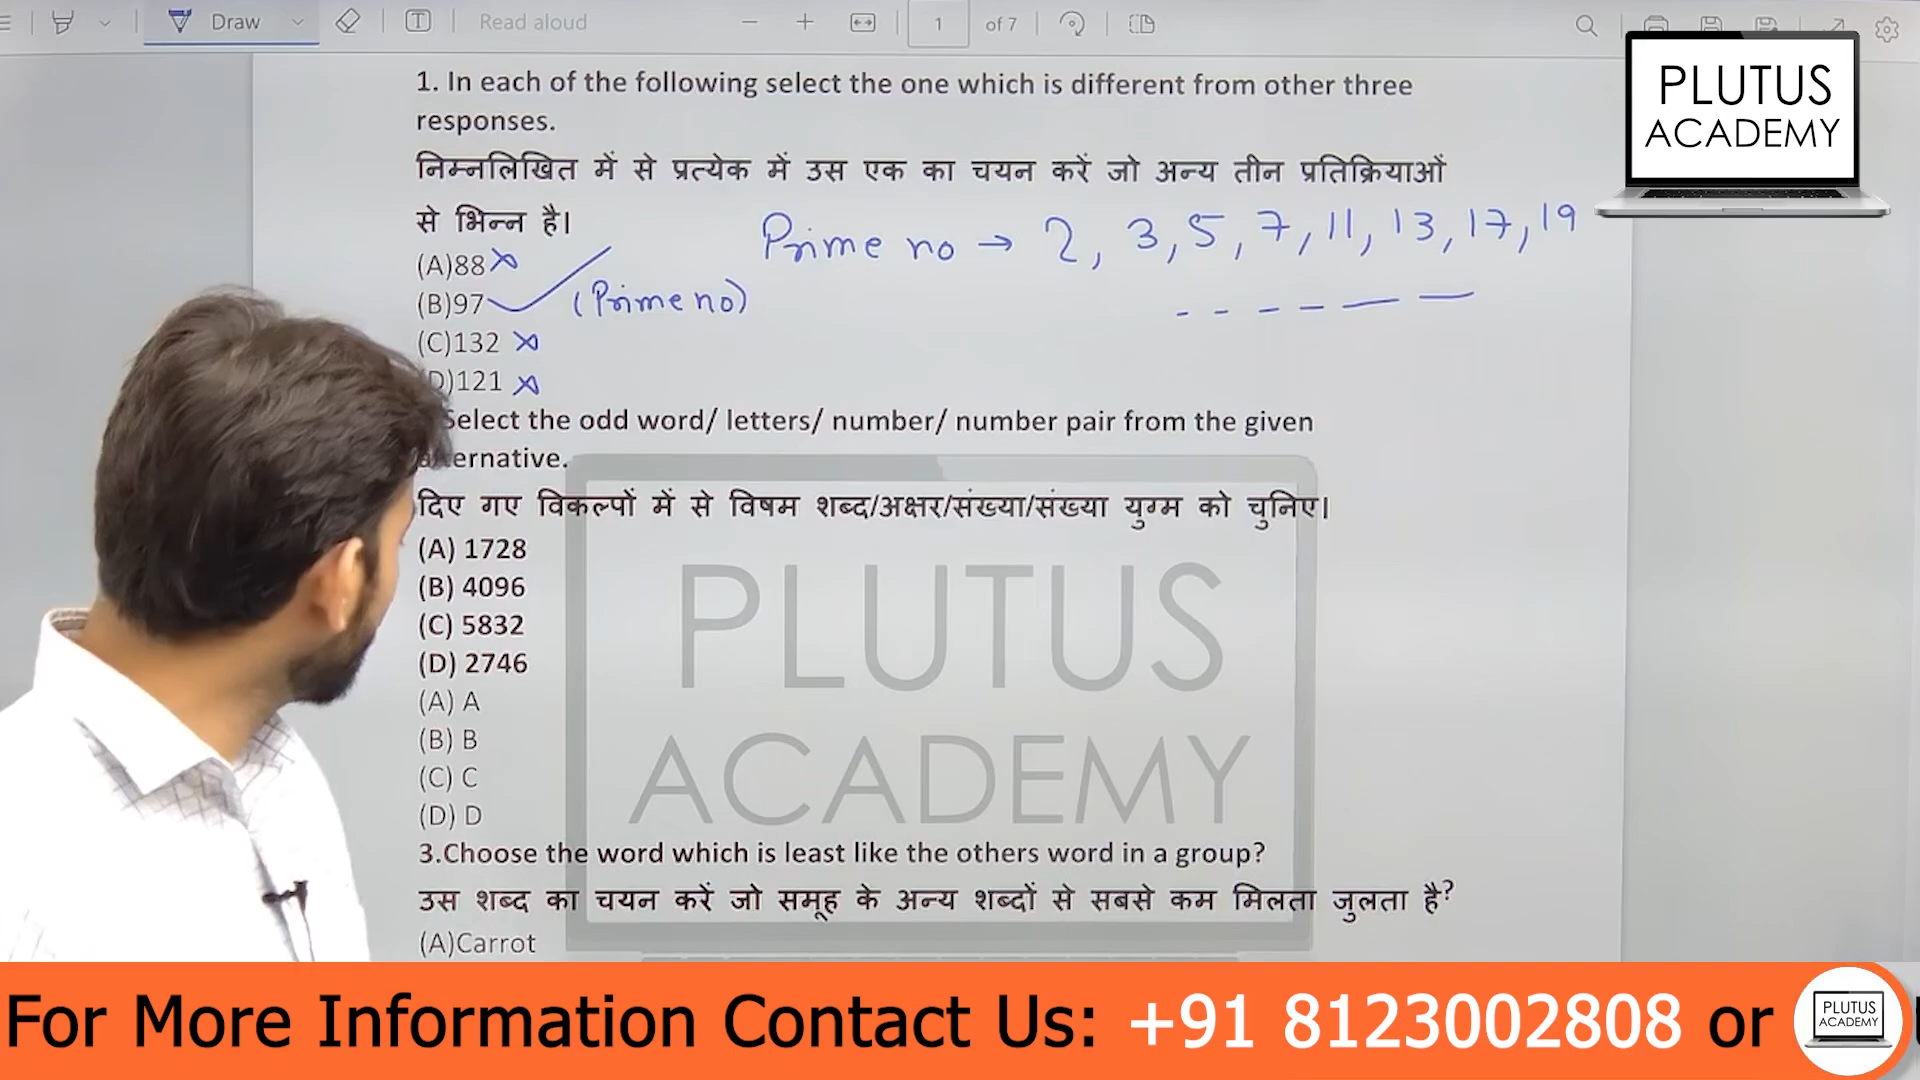 Draw
Read aloud
1 of 7
PLUTUS
ACADEMY
1. In each of the following select the one which is different from other three
responses.
निम्नलिखित में से प्रत्येक में उस एक का चयन करें जो अन्य तीन प्रतिक्रियाओं
से भिन्न है।
Prime no → 2, 3, 5, 7, 11, 13, 17, 19
(A)88
(B)97 (Prime no)
(C)132
D)121
Select the odd word/ letters/ number/ number pair from the given
alternative.
दिए गए विकल्पों में से विषम शब्द/अक्षर/संख्या/संख्या युग्म को चुनिए।
(A) 1728
(B) 4096
(C) 5832
(D) 2746
(A) A
(B) B
(C) C
(D) D
PLUTUS
ACADEMY
3.Choose the word which is least like the others word in a group?
उस शब्द का चयन करें जो समूह के अन्य शब्दों से सबसे कम मिलता जुलता है?
(A)Carrot
For More Information Contact Us: +91 8123002808 or
PLUTUS
ACADEMY